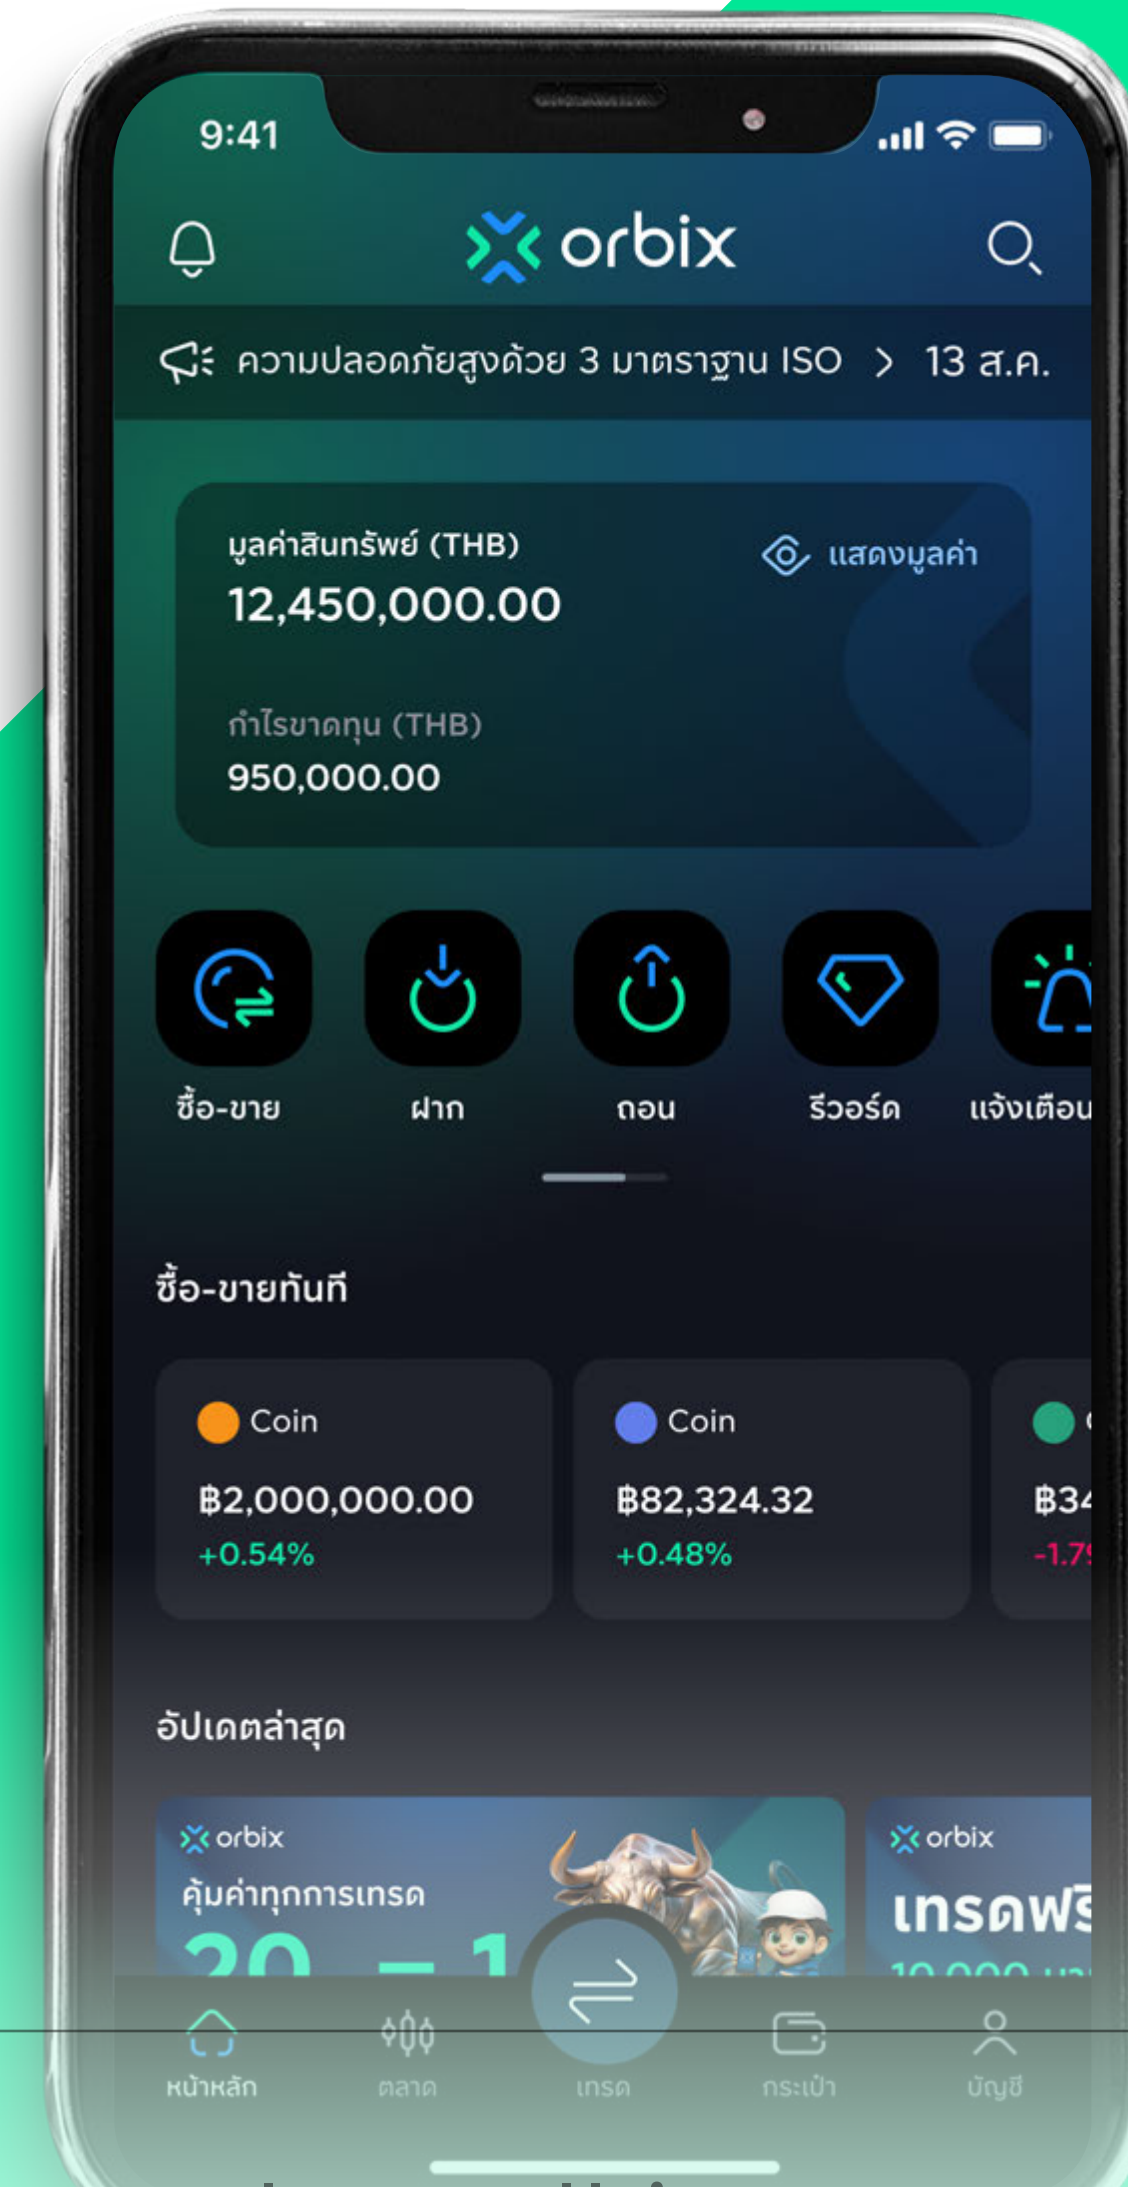 9:41
orbix
ความปลอดภัยสูงด้วย 3 มาตราฐาน ISO > 13 ส.ค.
มูลค่าสินทรัพย์ (THB)
แสดงมูลค่า
12,450,000.00
กำไรขาดทุน (THB)
950,000.00
ซื้อ-ขาย ฝาก ถอน รีวอร์ด แจ้งเตือน
ซื้อ-ขายทันที
Coin Coin
฿2,000,000.00 ฿82,324.32 ฿34
+0.54% +0.48% -1.79
อัปเดตล่าสุด
orbix orbix
คุ้มค่าทุกการเทรด
เทรดฟรี
20 – 1
10,000
หน้าหลัก ตลาด เทรด กระเป๋า บัญชี